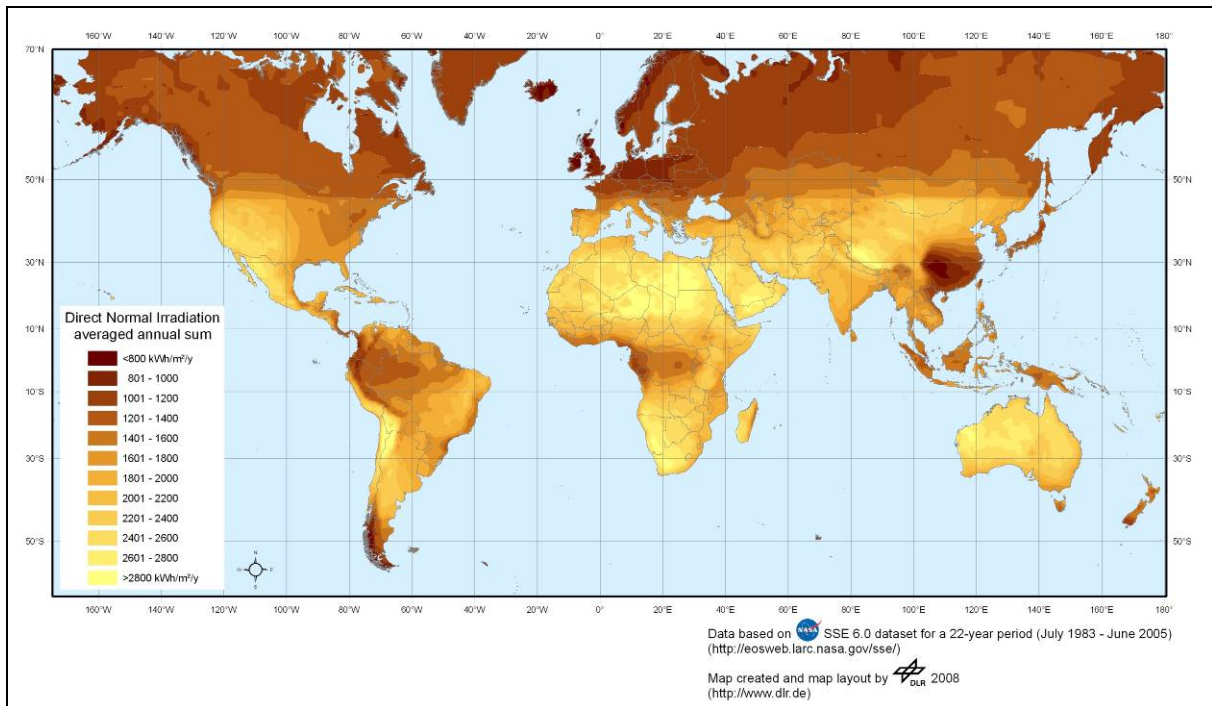 160°W 140°W 120°W 100°W 80°W 60°W 40°W 20°W 0° 20°E 40°E 60°E 80°E 100°E 120°E 140°E 160°E 180°
70°N 70°N
50°N 50°N
30°N 30°N
10°N 10°N
10°S 10°S
30°S 30°S
50°S 50°S
Direct Normal Irradiation
averaged annual sum
<800 kWh/m²/y
801 - 1000
1001 - 1200
1201 - 1400
1401 - 1600
1601 - 1800
1801 - 2000
2001 - 2200
2201 - 2400
2401 - 2600
2601 - 2800
>2800 kWh/m²/y
N
W E
S
160°W 140°W 120°W 100°W 80°W 60°W 40°W 20°W 0° 20°E 40°E 60°E 80°E 100°E 120°E 140°E 160°E 180°
Data based on NASA SSE 6.0 dataset for a 22-year period (July 1983 - June 2005)
(http://eosweb.larc.nasa.gov/sse/)
Map created and map layout by DLR 2008
(http://www.dlr.de)